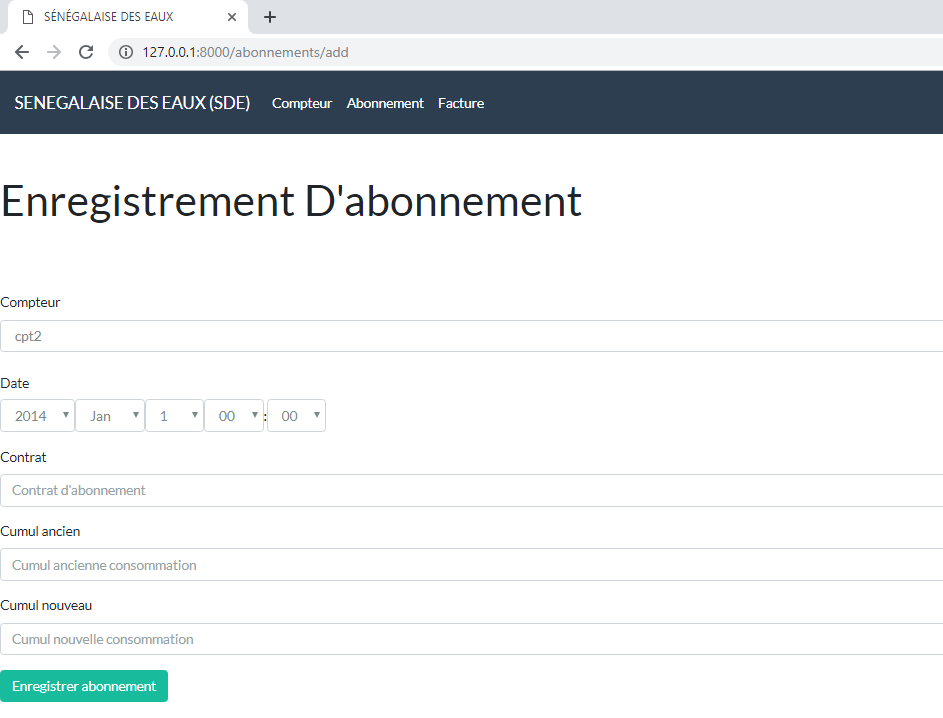 SÉNÉGALAISE DES EAUX
127.0.0.1:8000/abonnements/add
SENEGALAISE DES EAUX (SDE) Compteur Abonnement Facture
Enregistrement D'abonnement
Compteur
cpt2
Date
2014 Jan 1 00 : 00
Contrat
Contrat d'abonnement
Cumul ancien
Cumul ancienne consommation
Cumul nouveau
Cumul nouvelle consommation
Enregistrer abonnement